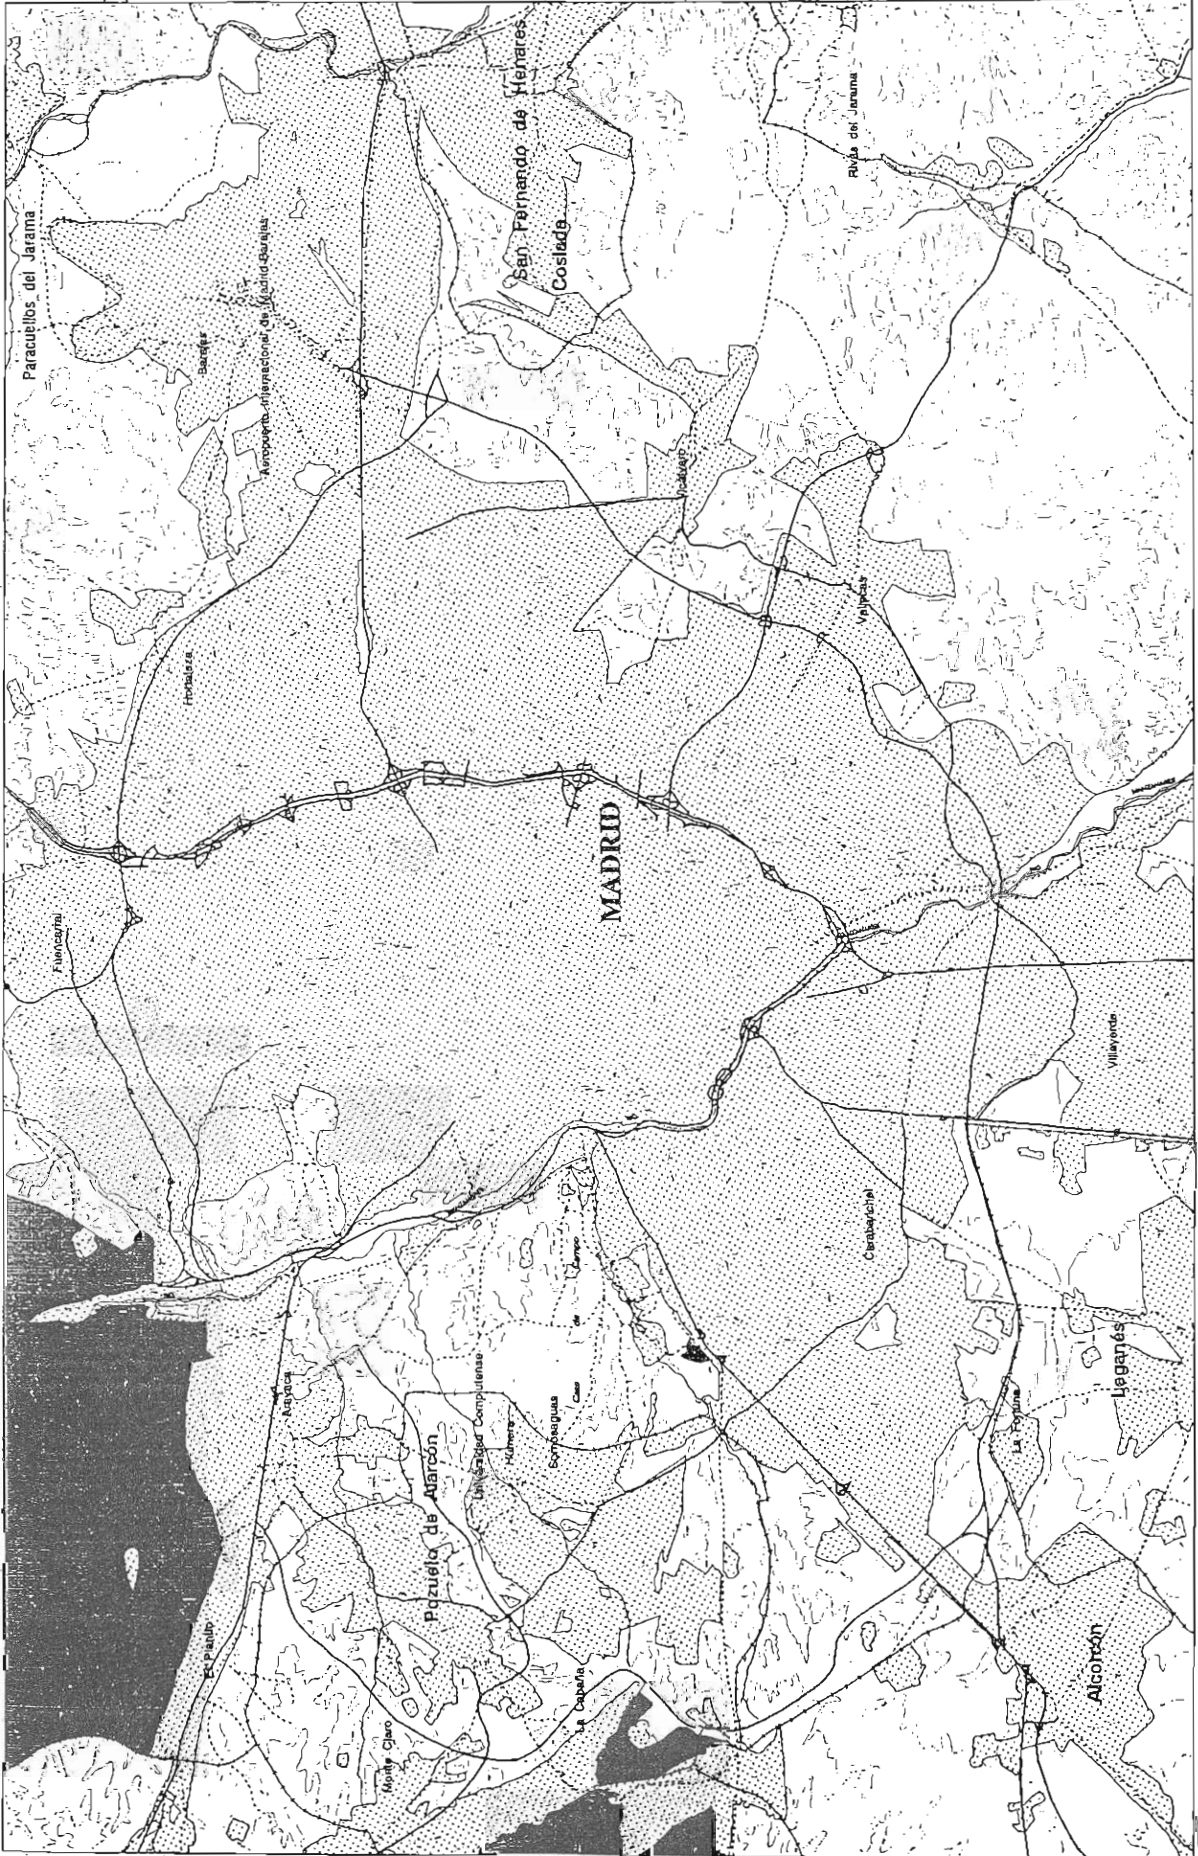 Paracuellos del Jarama
Barajas
Aeropuerto Internacional de Madrid-Barajas
San Fernando de Henares
Coslada
Rivas del Jarama
Hortaleza
Vicálvaro
Vallecas
Fuencarral
MADRID
MANZANARES
Villaverde
Carabanchel
Aravaca
Universidad Complutense
Húmera
Somosaguas
Casa de Campo
Leganés
La Fortuna
El Plantío
Pozuelo de Alarcón
Monte Claro
La Cabaña
Alcorcón